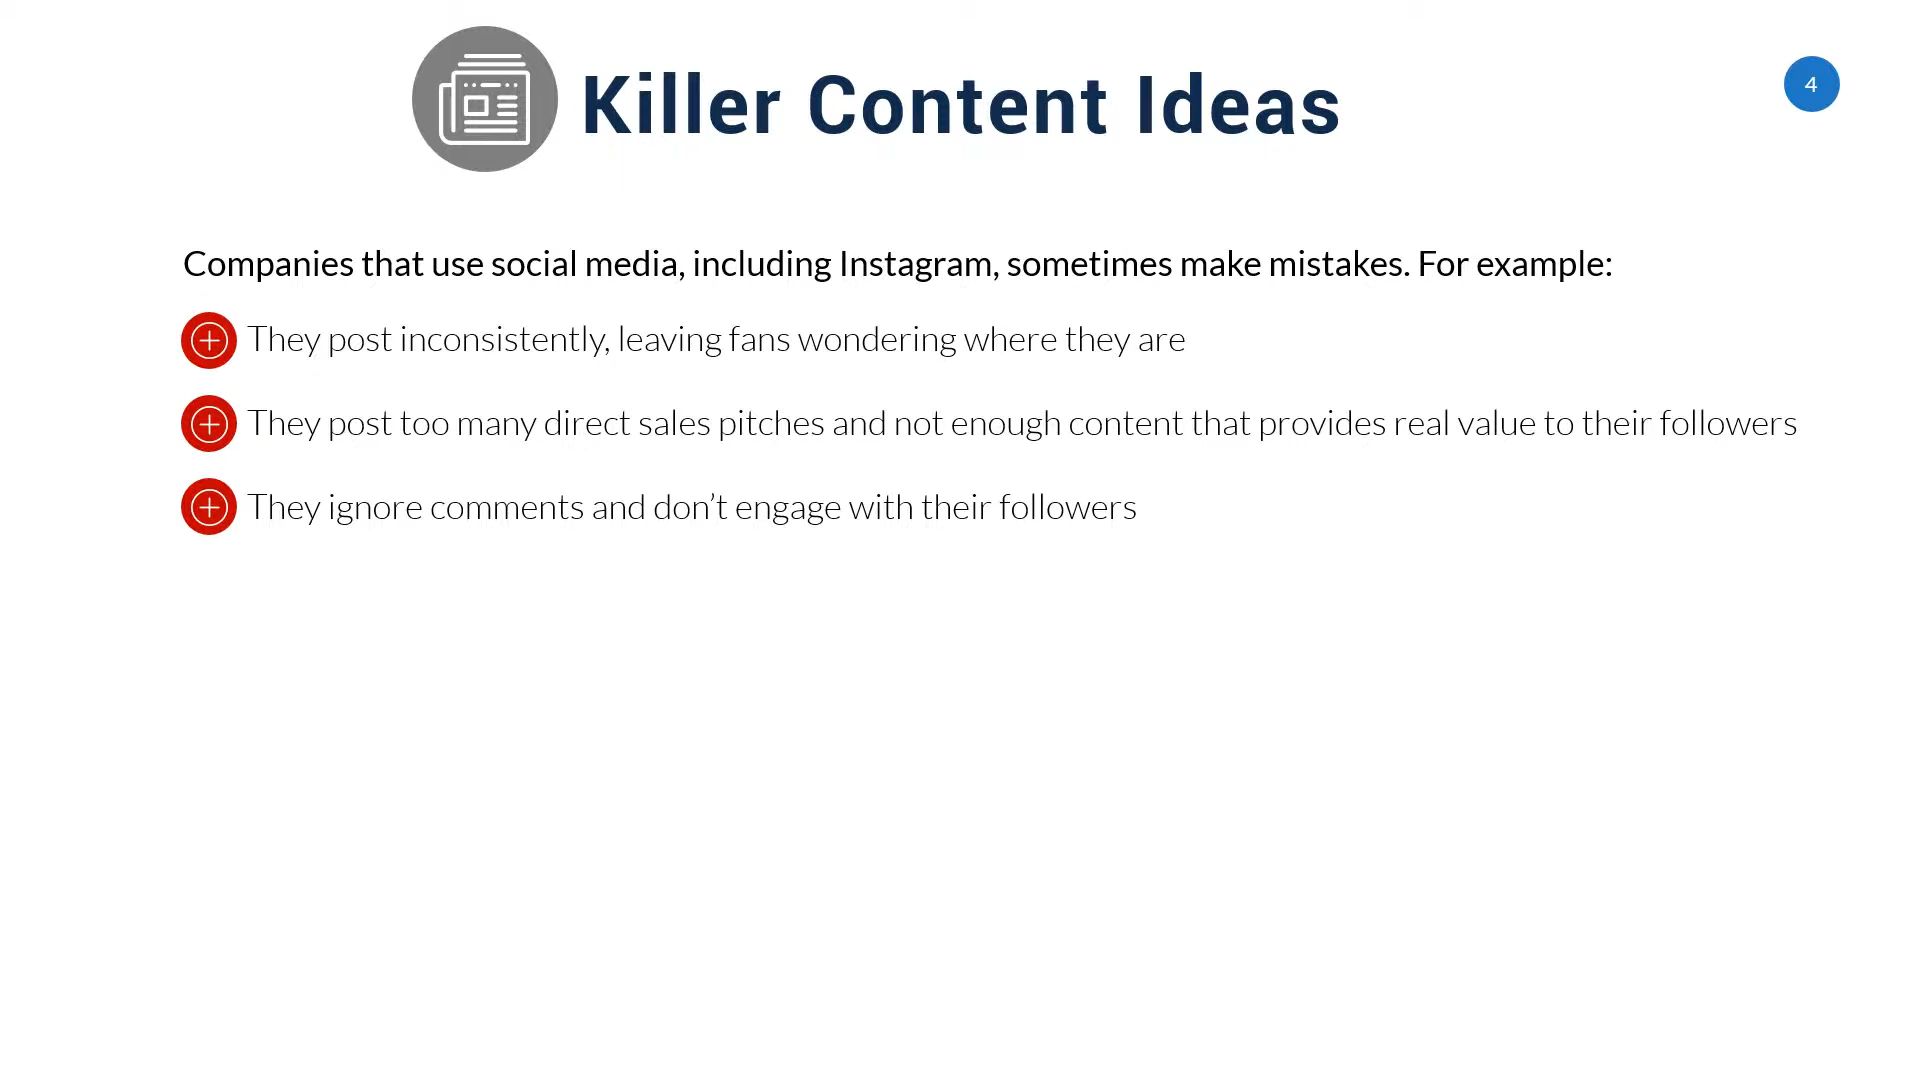 Killer Content Ideas
4
Companies that use social media, including Instagram, sometimes make mistakes. For example:
They post inconsistently, leaving fans wondering where they are
They post too many direct sales pitches and not enough content that provides real value to their followers
They ignore comments and don’t engage with their followers